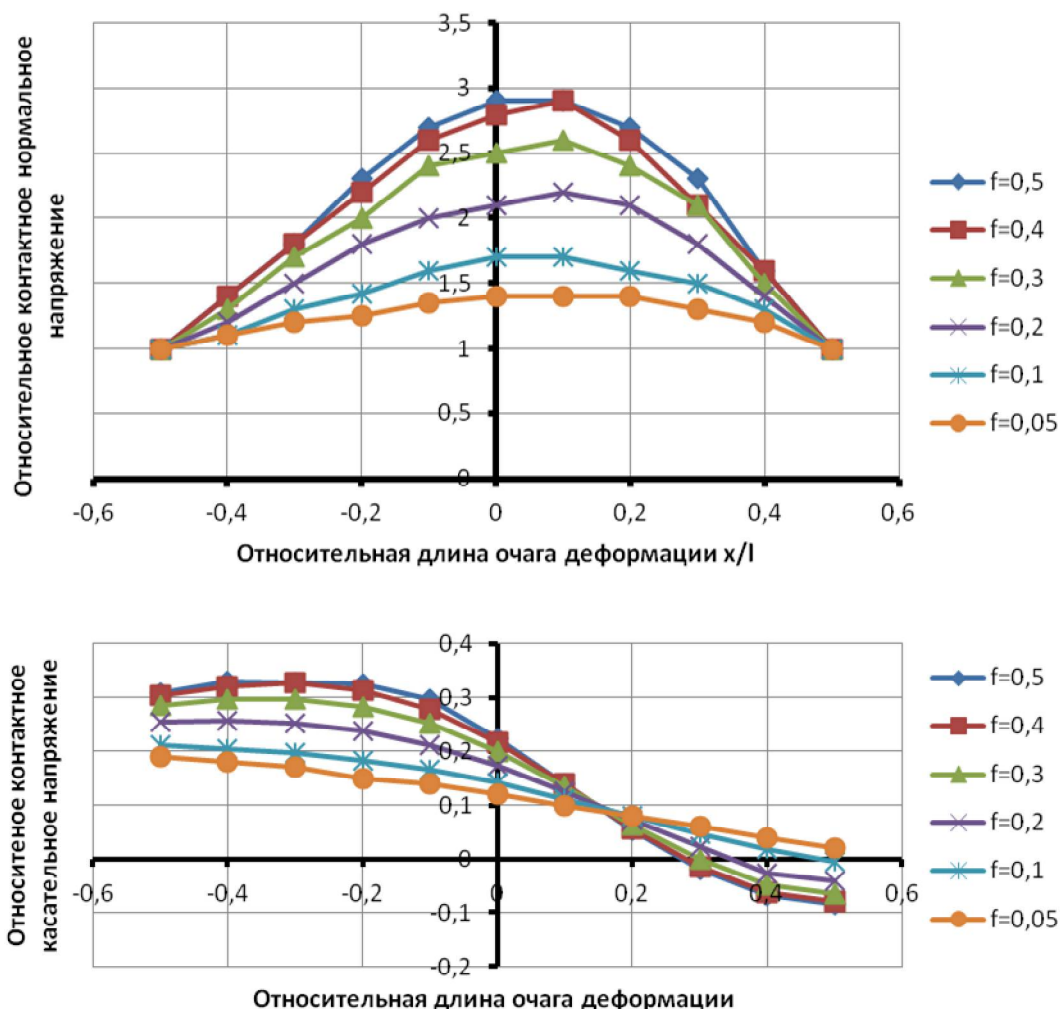 Относительное контактное нормальное
напряжение
3,5
3
2,5
2
1,5
1
0,5
0
-0,6
-0,4
-0,2
0
0,2
0,4
0,6
Относительная длина очага деформации x/l
f=0,5
f=0,4
f=0,3
f=0,2
f=0,1
f=0,05
Относитеное контактное
касательное напряжение
0,4
0,3
0,2
0,1
0
-0,1
-0,2
-0,6
-0,4
-0,2
0
0,2
0,4
0,6
Относительная длина очага деформации
f=0,5
f=0,4
f=0,3
f=0,2
f=0,1
f=0,05